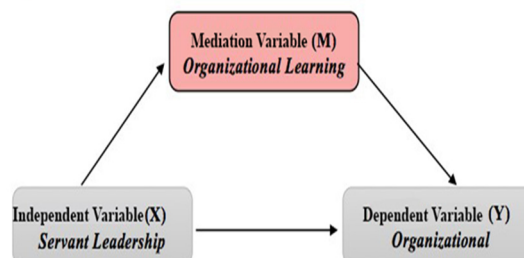 Mediation Variable (M)
Organizational Learning
Independent Variable(X)
Servant Leadership
Dependent Variable (Y)
Organizational